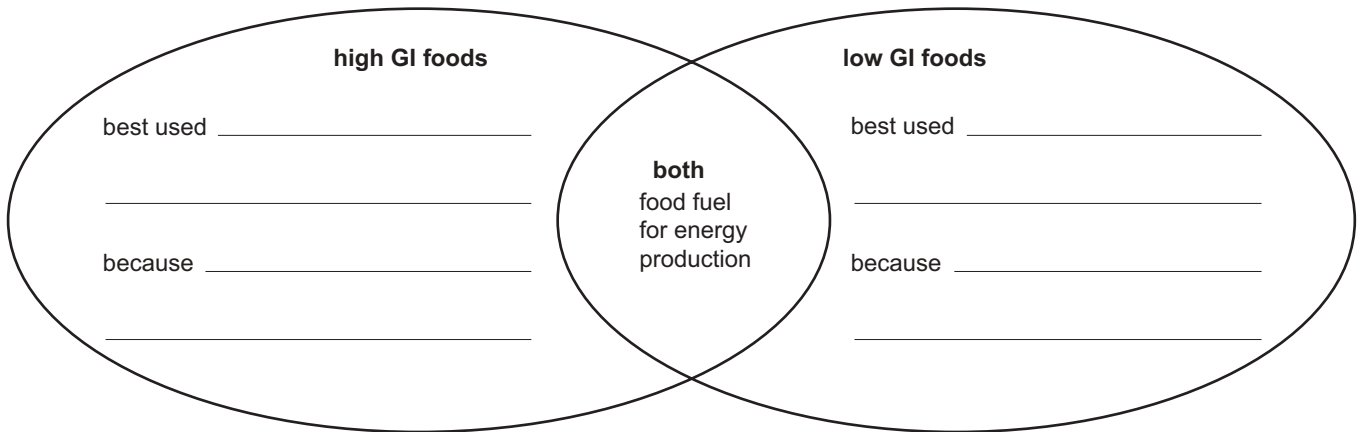 high GI foods
best used
because
both
food fuel
for energy
production
low GI foods
best used
because